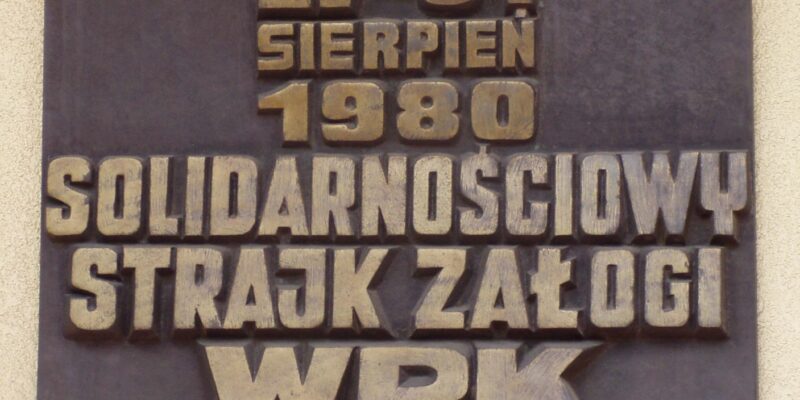 SIERPIEŃ
1980
SOLIDARNOŚCIOWY
STRAJK ZAŁOGI
WPK